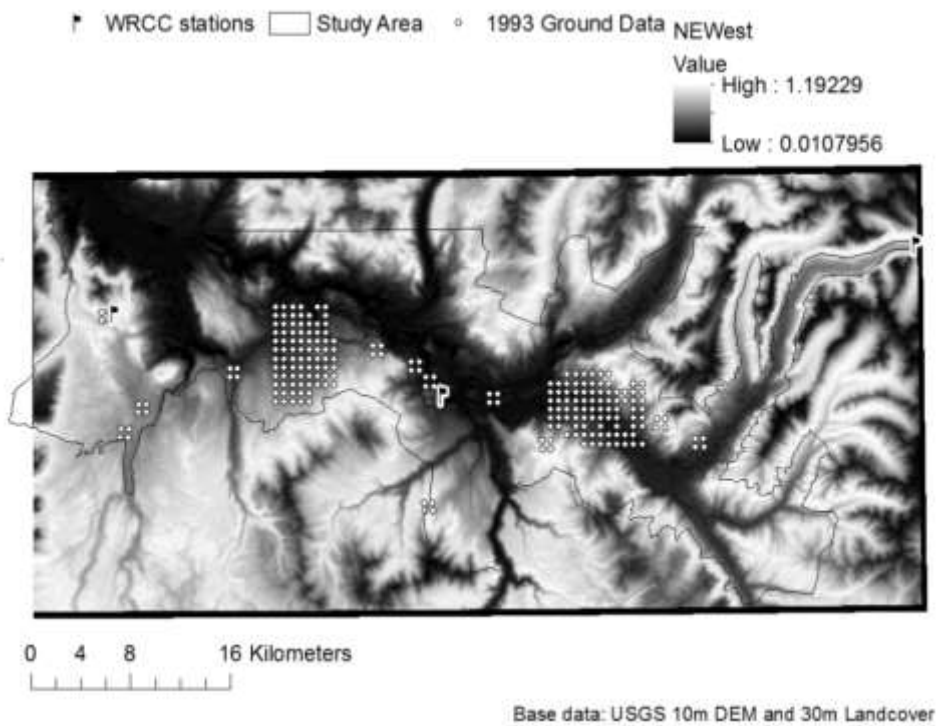 WRCC stations Study Area 1993 Ground Data NEWest
Value
High : 1.19229
Low : 0.0107956
0 4 8 16 Kilometers
Base data: USGS 10m DEM and 30m Landcover